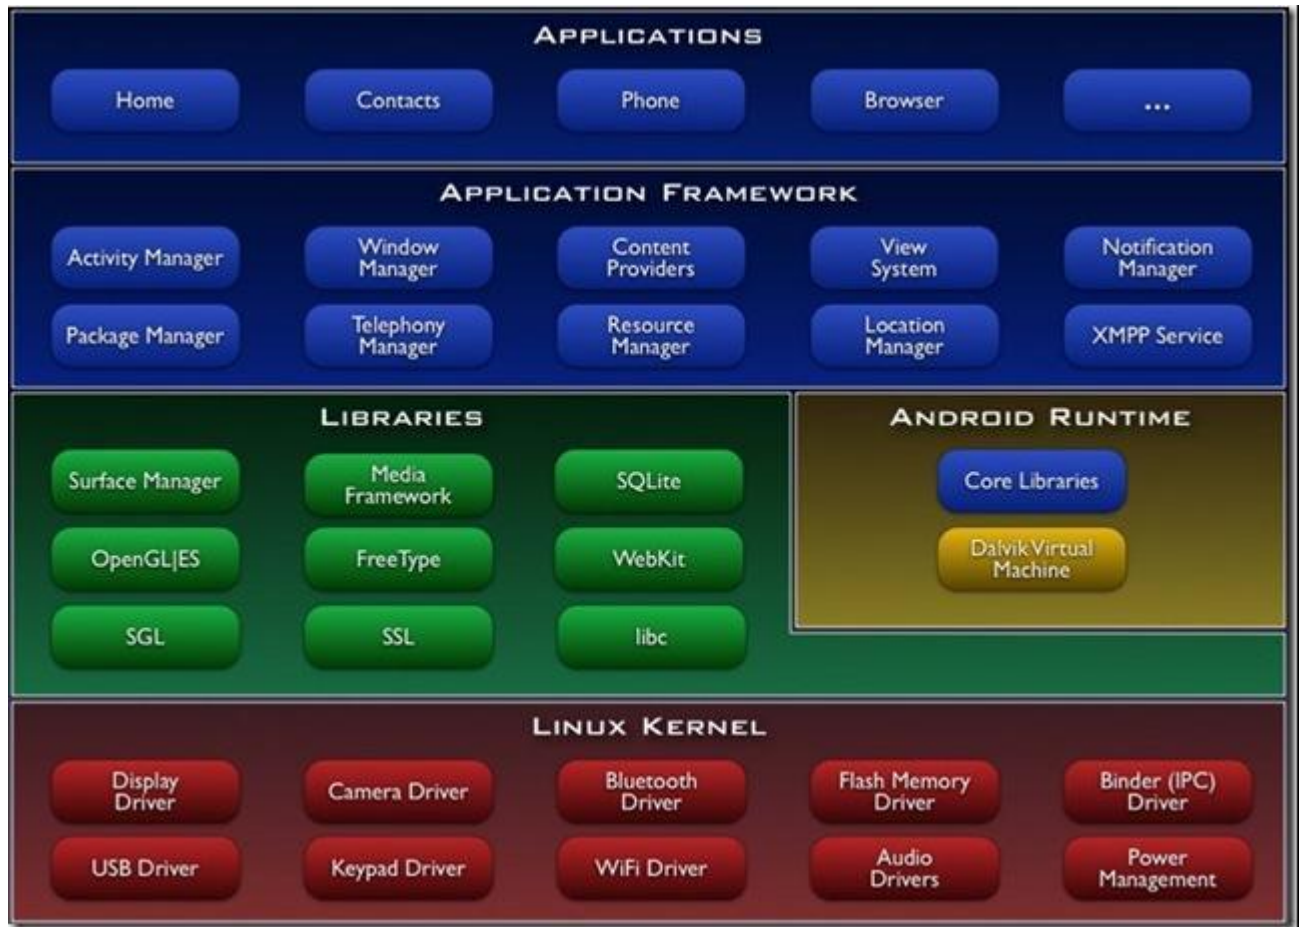 APPLICATIONS
Home
Contacts
Phone
Browser
...
APPLICATION FRAMEWORK
Activity Manager
Window
Manager
Content
Providers
View
System
Notification
Manager
Package Manager
Telephony
Manager
Resource
Manager
Location
Manager
XMPP Service
LIBRARIES
Surface Manager
Media
Framework
SQLite
OpenGL|ES
FreeType
WebKit
SGL
SSL
libc
ANDROID RUNTIME
Core Libraries
Dalvik Virtual
Machine
LINUX KERNEL
Display
Driver
Camera Driver
Bluetooth
Driver
Flash Memory
Driver
Binder (IPC)
Driver
USB Driver
Keypad Driver
WiFi Driver
Audio
Drivers
Power
Management